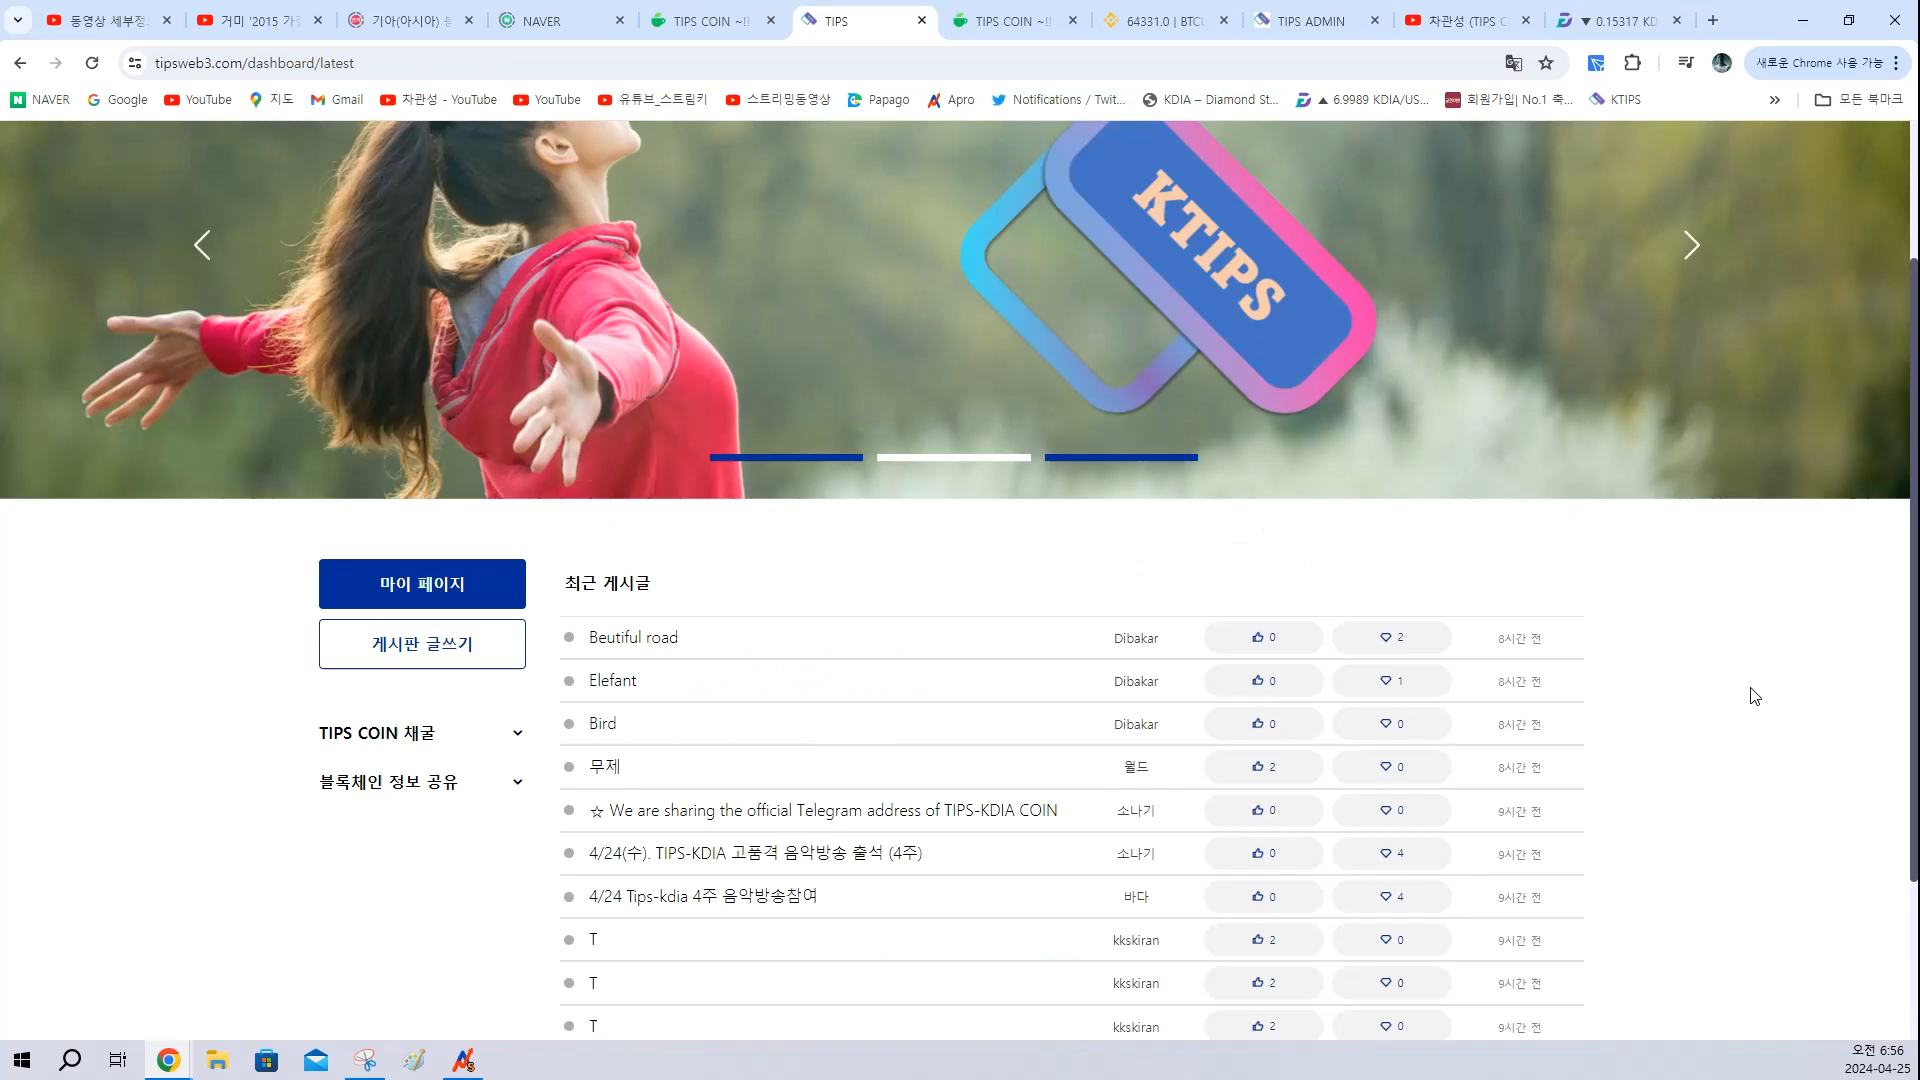 동영상 세부정
거미 '2015 가을
기아(아시아)
NAVER
TIPS COIN ~!!
TIPS
TIPS COIN ~!!
64331.0 | BTCU
TIPS ADMIN
차관성 (TIPS C
▼ 0.15317 KD
tipsweb3.com/dashboard/latest
새로운 Chrome 사용 가능
NAVER
Google
YouTube
지도
Gmail
차관성 - YouTube
YouTube
유튜브_스트림키
스트리밍동영상
Papago
Apro
Notifications / Twit...
KDIA – Diamond St...
▲ 6.9989 KDIA/US...
회원가입| No.1 축...
KTIPS
모든 북마크
KTIPS
마이 페이지
게시판 글쓰기
TIPS COIN 채굴
블록체인 정보 공유
최근 게시글
Beutiful road Dibakar 0 2 8시간 전
Elefant Dibakar 0 1 8시간 전
Bird Dibakar 0 0 8시간 전
무제 월드 2 0 8시간 전
☆ We are sharing the official Telegram address of TIPS-KDIA COIN 소나기 0 0 9시간 전
4/24(수). TIPS-KDIA 고품격 음악방송 출석 (4주) 소나기 0 4 9시간 전
4/24 Tips-kdia 4주 음악방송참여 바다 0 4 9시간 전
T kkskiran 2 0 9시간 전
T kkskiran 2 0 9시간 전
T kkskiran 2 0 9시간 전
오전 6:56
2024-04-25